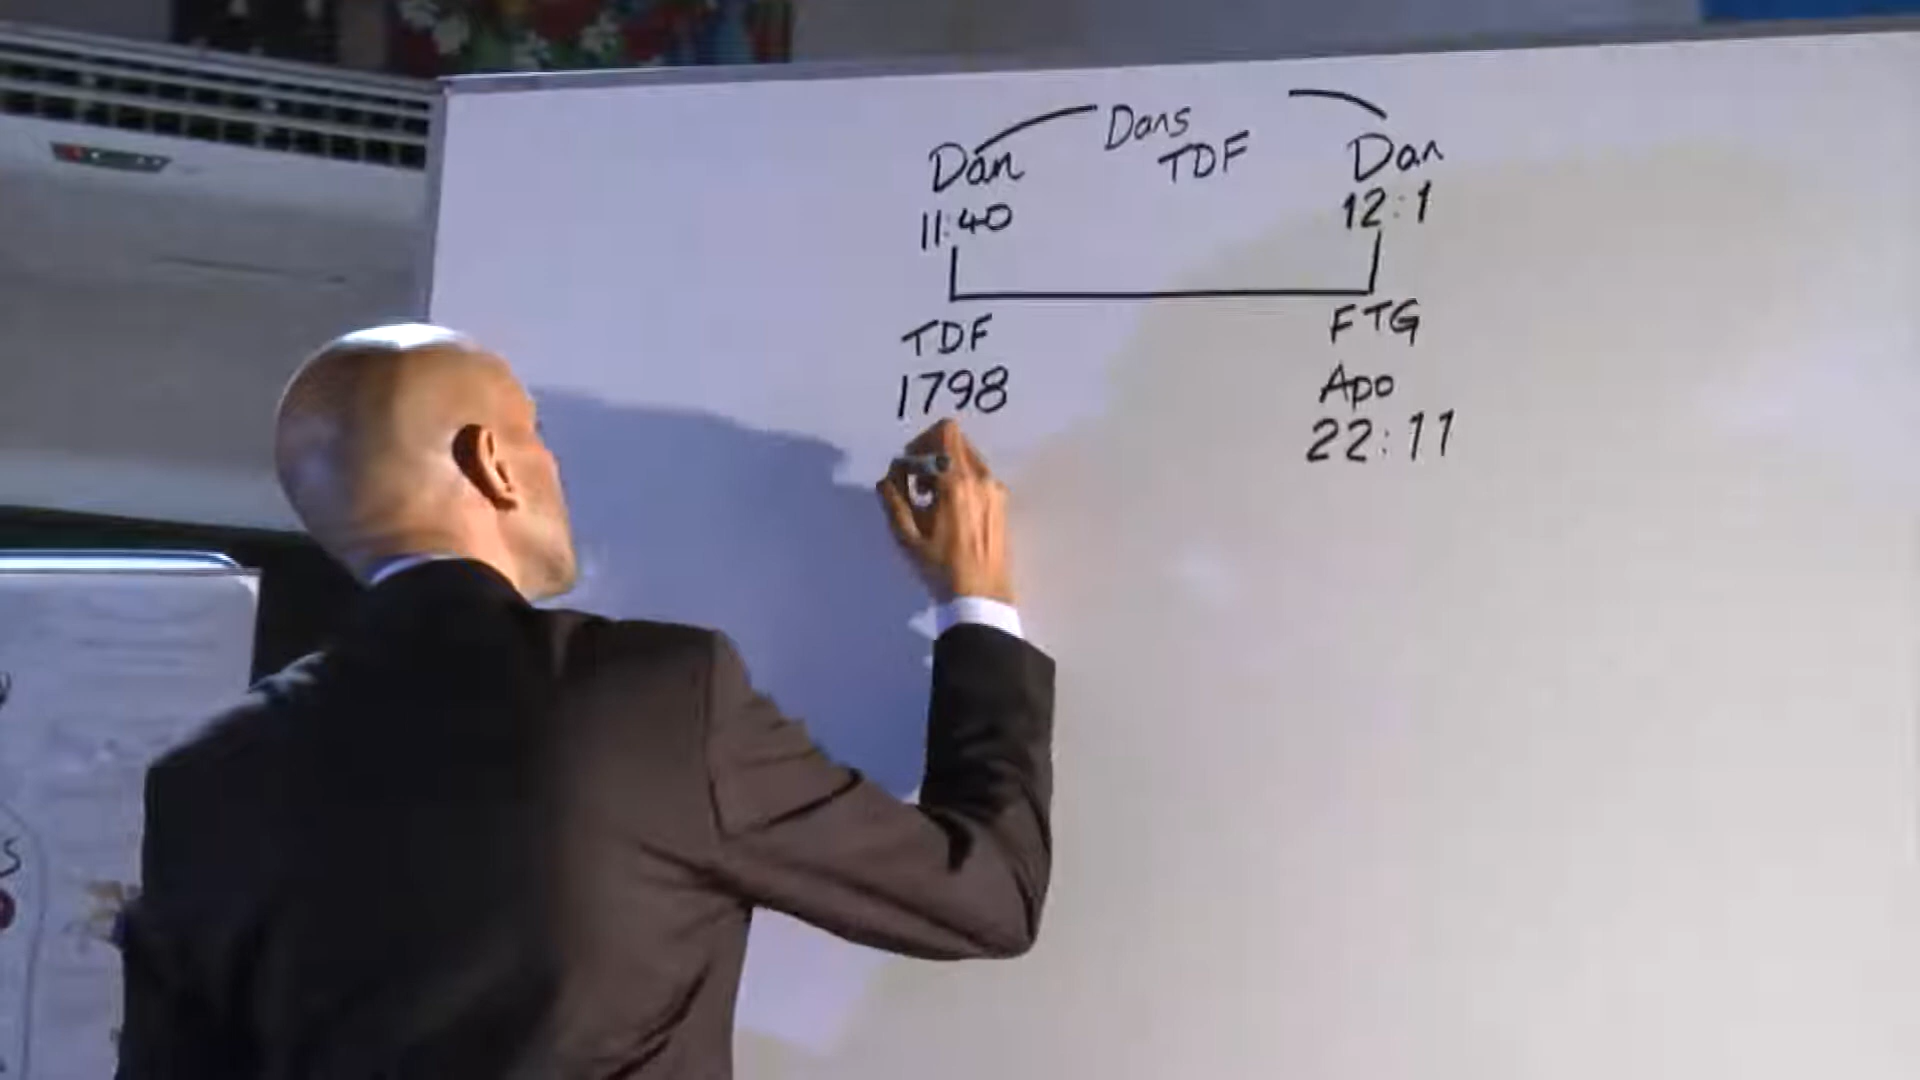 Dans
TDF
Dan
11:40
Dan
12:1
TDF
1798
FTG
Apo
22:11
S